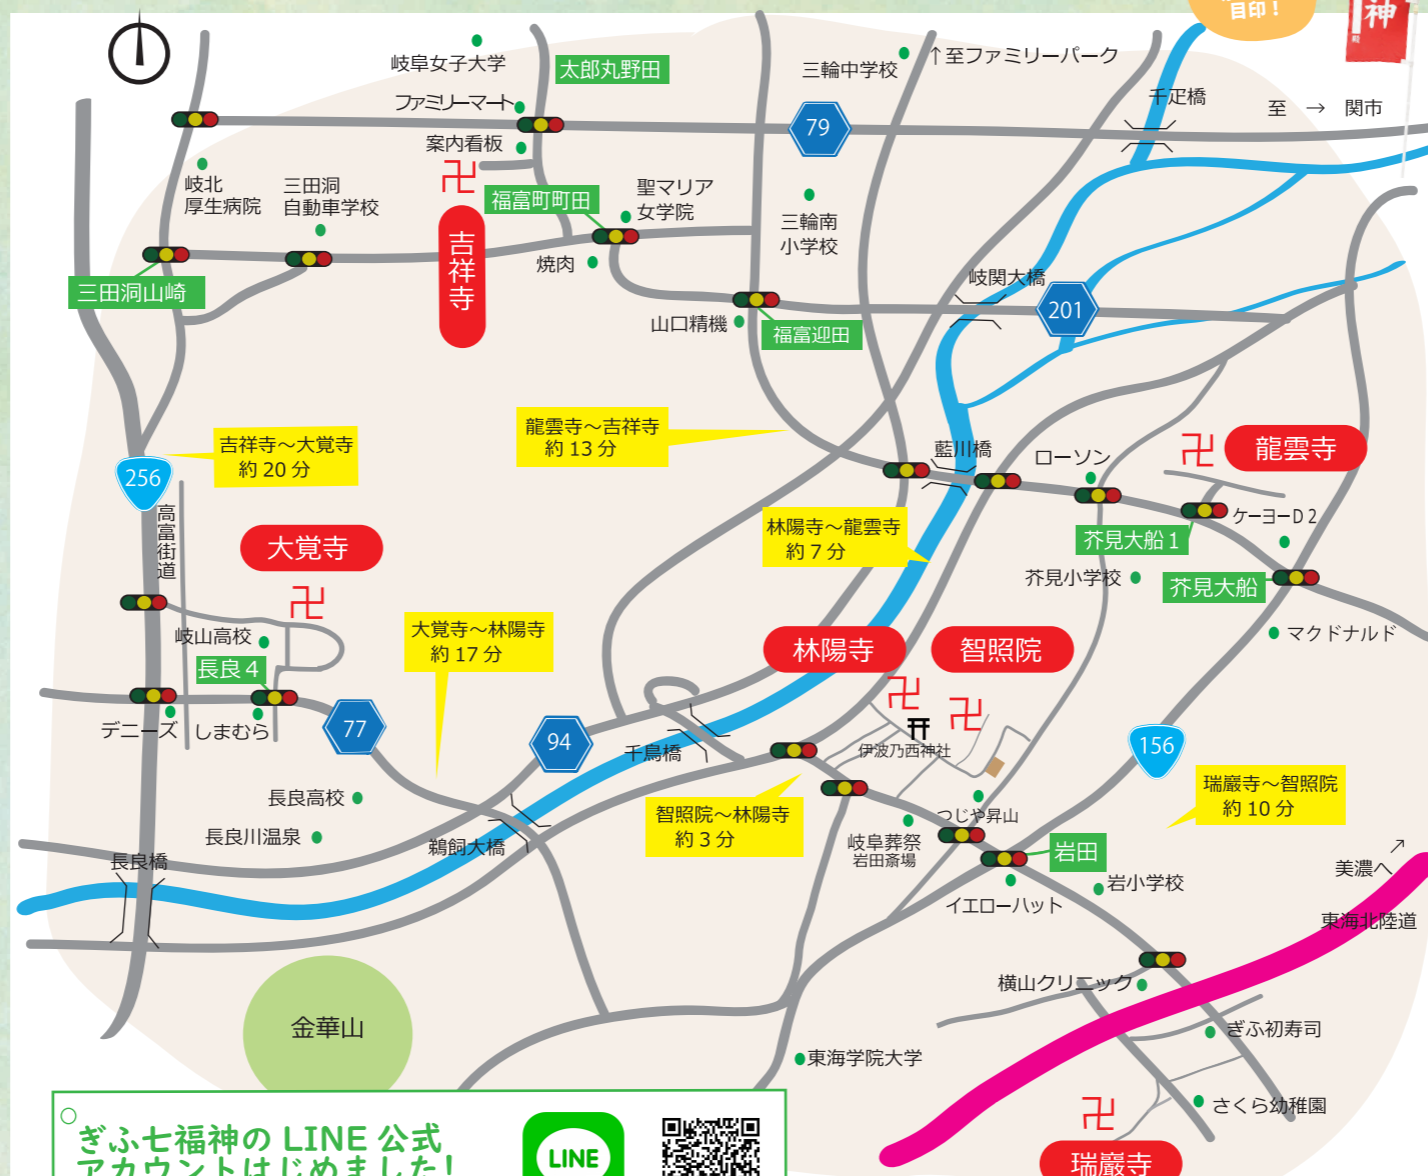 目印！
神
岐阜女子大学
太郎丸野田
三輪中学校
↑至ファミリーパーク
ファミリーマート
千疋橋
至 → 関市
79
案内看板
岐北
厚生病院
三田洞
自動車学校
福富町町田
聖マリア
女学院
三輪南
小学校
吉祥寺
焼肉
三田洞山崎
岐関大橋
201
山口精機
福富迎田
吉祥寺～大覚寺
約 20 分
龍雲寺～吉祥寺
約 13 分
藍川橋
ローソン
龍雲寺
256
高富街道
林陽寺～龍雲寺
約 7 分
ケーヨーD2
芥見大船 1
大覚寺
芥見小学校
芥見大船
大覚寺～林陽寺
約 17 分
岐山高校
長良 4
マクドナルド
林陽寺
智照院
デニーズ
しまむら
77
94
千鳥橋
伊波乃西神社
156
長良高校
智照院～林陽寺
約 3 分
瑞巖寺～智照院
約 10 分
つじや昇山
長良川温泉
鵜飼大橋
岐阜葬祭
岩田斎場
岩田
長良橋
美濃へ
↗
岩小学校
イエローハット
東海北陸道
横山クリニック
金華山
ぎふ初寿司
東海学院大学
さくら幼稚園
瑞巖寺
ぎふ七福神の LINE 公式
アカウントはじめました！
LINE